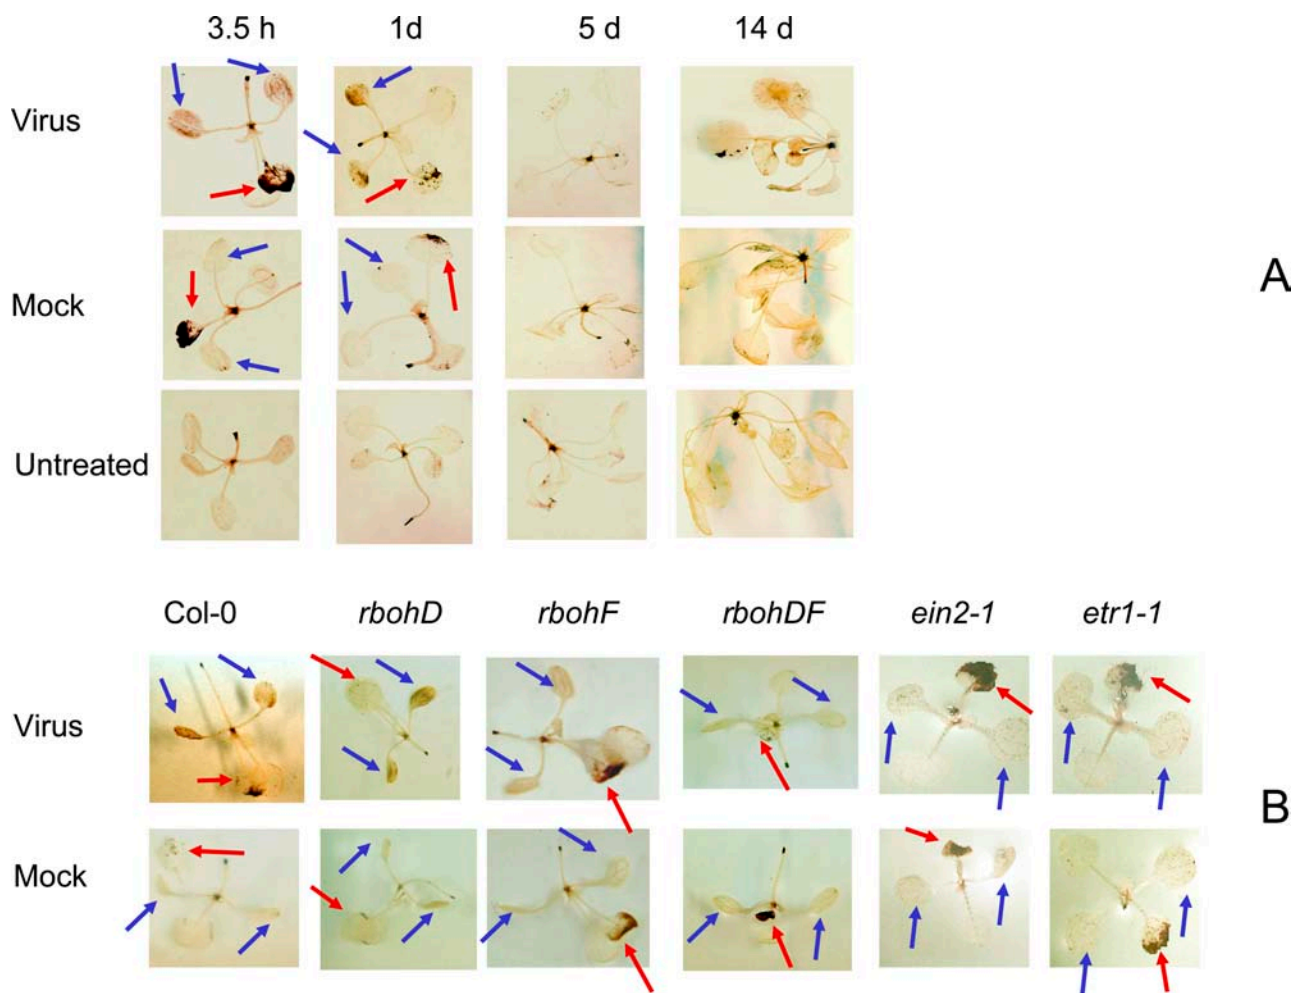 3.5 h 1d 5 d 14 d
Virus
Mock
A
Untreated
Col-0 rbohD rbohF rbohDF ein2-1 etr1-1
Virus
B
Mock